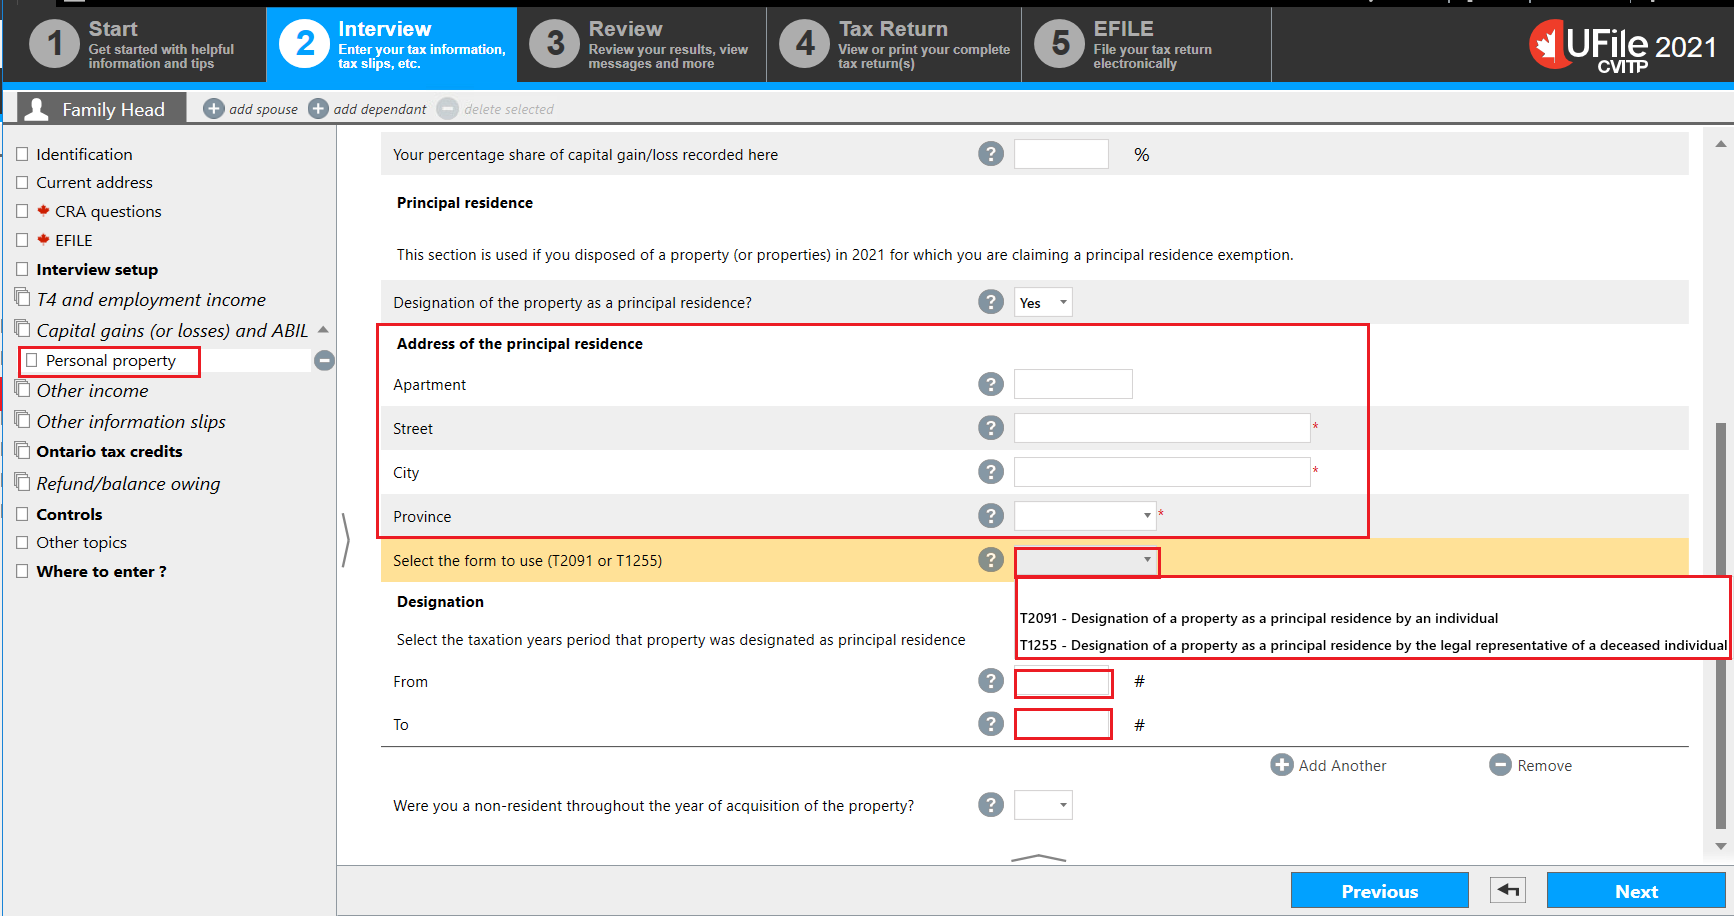 1
Start
Get started with helpful
information and tips
2
Interview
Enter your tax information,
tax slips, etc.
3
Review
Review your results, view
messages and more
4
Tax Return
View or print your complete
tax return(s)
5
EFILE
File your tax return
electronically
UFile 2021
CVITP
Family Head
add spouse
add dependant
delete selected
Identification
Current address
CRA questions
EFILE
Interview setup
T4 and employment income
Capital gains (or losses) and ABIL
Personal property
Other income
Other information slips
Ontario tax credits
Refund/balance owing
Controls
Other topics
Where to enter ?
Your percentage share of capital gain/loss recorded here ? %
Principal residence
This section is used if you disposed of a property (or properties) in 2021 for which you are claiming a principal residence exemption.
Designation of the property as a principal residence? ? Yes
Address of the principal residence
Apartment ?
Street ? *
City ? *
Province ? *
Select the form to use (T2091 or T1255) ?
T2091 - Designation of a property as a principal residence by an individual
T1255 - Designation of a property as a principal residence by the legal representative of a deceased individual
Designation
Select the taxation years period that property was designated as principal residence
From ? #
To ? #
Add Another
Remove
Were you a non-resident throughout the year of acquisition of the property? ?
Previous
Next